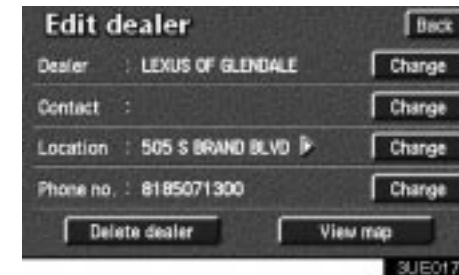 Edit dealer Back
Dealer : LEXUS OF GLENDALE Change
Contact : Change
Location : 505 S BRAND BLVD Change
Phone no. : 8185071300 Change
Delete dealer View map
3UE017